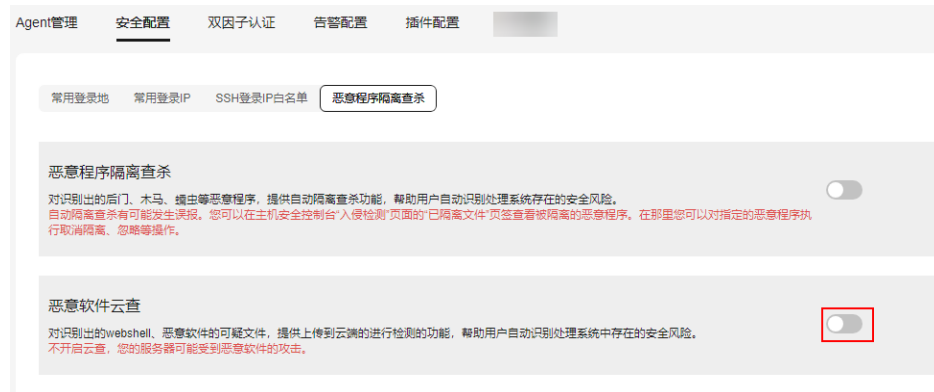 Agent管理 安全配置 双因子认证 告警配置 插件配置
常用登录地 常用登录IP SSH登录IP白名单 恶意程序隔离查杀
恶意程序隔离查杀
对识别出的后门、木马、蠕虫等恶意程序，提供自动隔离查杀功能，帮助用户自动识别处理系统存在的安全风险。
自动隔离查杀有可能发生误报。您可以在主机安全控制台“入侵检测”页面的“已隔离文件”页签查看被隔离的恶意程序。在那里您可以对指定的恶意程序执
行取消隔离、忽略等操作。
恶意软件云查
对识别出的webshell、恶意软件的可疑文件，提供上传到云端的进行检测的功能，帮助用户自动识别处理系统中存在的安全风险。
不开启云查，您的服务器可能受到恶意软件的攻击。